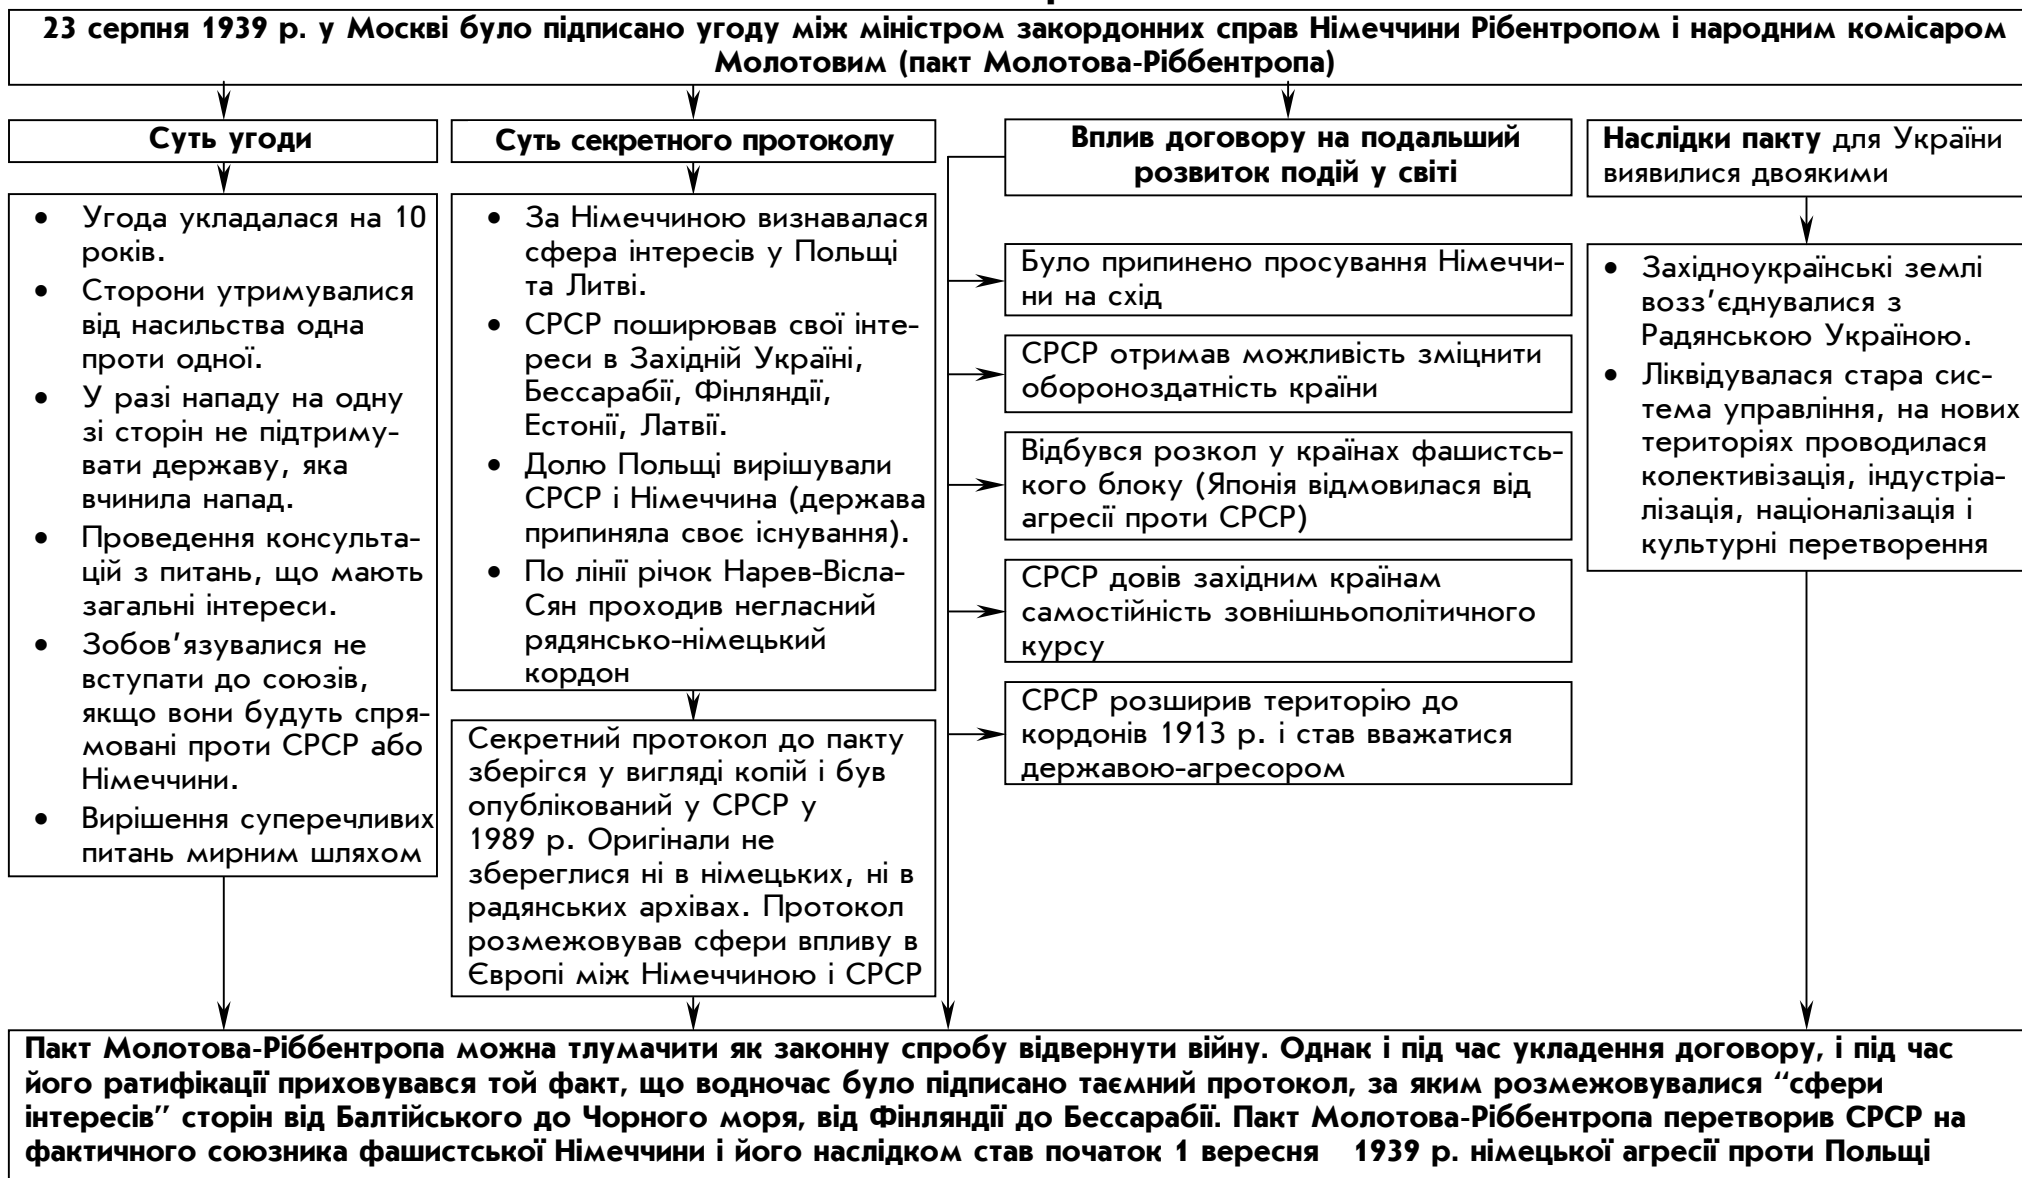 23 серпня 1939 р. у Москві було підписано угоду між міністром закордонних справ Німеччини Рібентропом і народним комісаром
Молотовим (пакт Молотова-Ріббентропа)
Суть угоди
Угода укладалася на 10
років.
Сторони утримувалися
від насильства одна
проти одної.
У разі нападу на одну
зі сторін не підтриму-
вати державу, яка
вчинила напад.
Проведення консульта-
цій з питань, що мають
загальні інтереси.
Зобов’язувалися не
вступати до союзів,
якщо вони будуть спря-
мовані проти СРСР або
Німеччини.
Вирішення суперечливих
питань мирним шляхом
Суть секретного протоколу
За Німеччиною визнавалася
сфера інтересів у Польщі
та Литві.
СРСР поширював свої інте-
реси в Західній Україні,
Бессарабії, Фінляндії,
Естонії, Латвії.
Долю Польщі вирішували
СРСР і Німеччина (держава
припиняла своє існування).
По лінії річок Нарев-Вісла-
Сян проходив негласний
рядянсько-німецький
кордон
Секретний протокол до пакту
зберігся у вигляді копій і був
опублікований у СРСР у
1989 р. Оригінали не
збереглися ні в німецьких, ні в
радянських архівах. Протокол
розмежовував сфери впливу в
Європі між Німеччиною і СРСР
Вплив договору на подальший
розвиток подій у світі
Було припинено просування Німеччи-
ни на схід
СРСР отримав можливість зміцнити
обороноздатність країни
Відбувся розкол у країнах фашистсь-
кого блоку (Японія відмовилася від
агресії проти СРСР)
СРСР довів західним країнам
самостійність зовнішньополітичного
курсу
СРСР розширив територію до
кордонів 1913 р. і став вважатися
державою-агресором
Наслідки пакту для України
виявилися двоякими
Західноукраїнські землі
возз’єднувалися з
Радянською Україною.
Ліквідувалася стара сис-
тема управління, на нових
територіях проводилася
колективізація, індустріа-
лізація, націоналізація і
культурні перетворення
Пакт Молотова-Ріббентропа можна тлумачити як законну спробу відвернути війну. Однак і під час укладення договору, і під час
його ратифікації приховувався той факт, що водночас було підписано таємний протокол, за яким розмежовувалися “сфери
інтересів” сторін від Балтійського до Чорного моря, від Фінляндії до Бессарабії. Пакт Молотова-Ріббентропа перетворив СРСР на
фактичного союзника фашистської Німеччини і його наслідком став початок 1 вересня 1939 р. німецької агресії проти Польщі